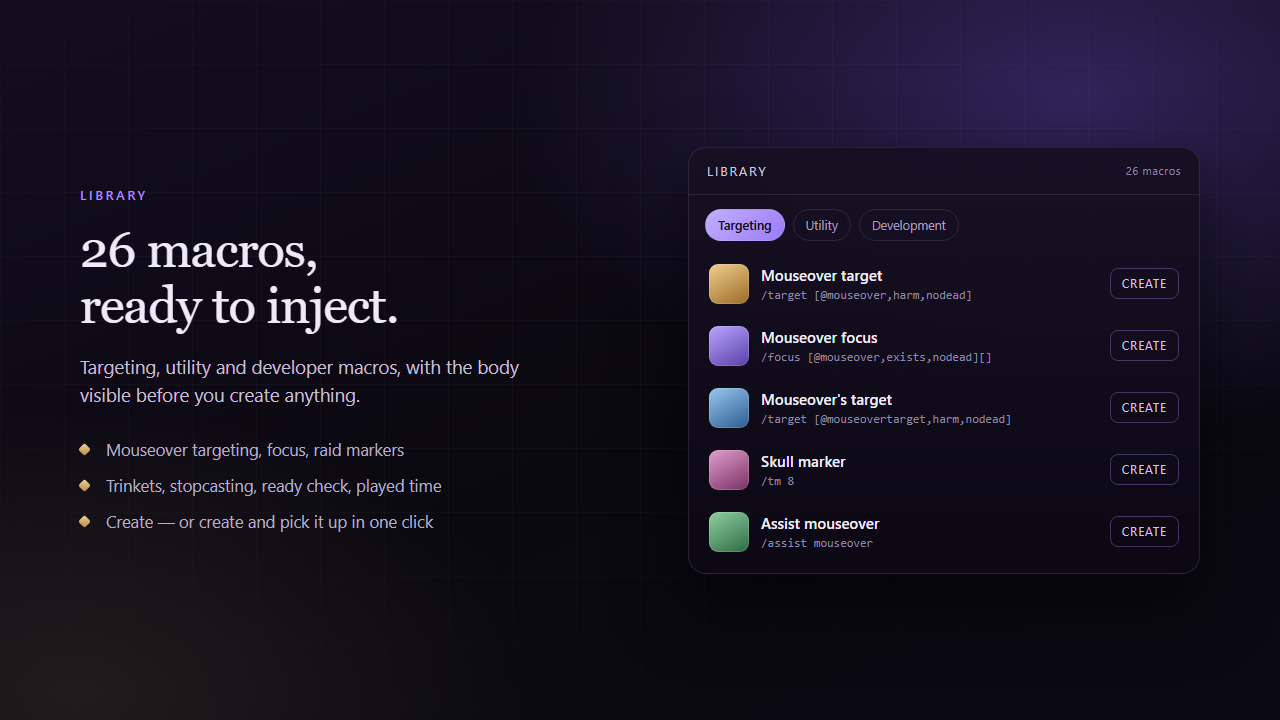 LIBRARY
26 macros,
ready to inject.
Targeting, utility and developer macros, with the body
visible before you create anything.
Mouseover targeting, focus, raid markers
Trinkets, stopcasting, ready check, played time
Create — or create and pick it up in one click
LIBRARY
26 macros
Targeting
Utility
Development
Mouseover target
/target [@mouseover,harm,nodead]
CREATE
Mouseover focus
/focus [@mouseover,exists,nodead][]
CREATE
Mouseover's target
/target [@mouseovertarget,harm,nodead]
CREATE
Skull marker
/tm 8
CREATE
Assist mouseover
/assist mouseover
CREATE